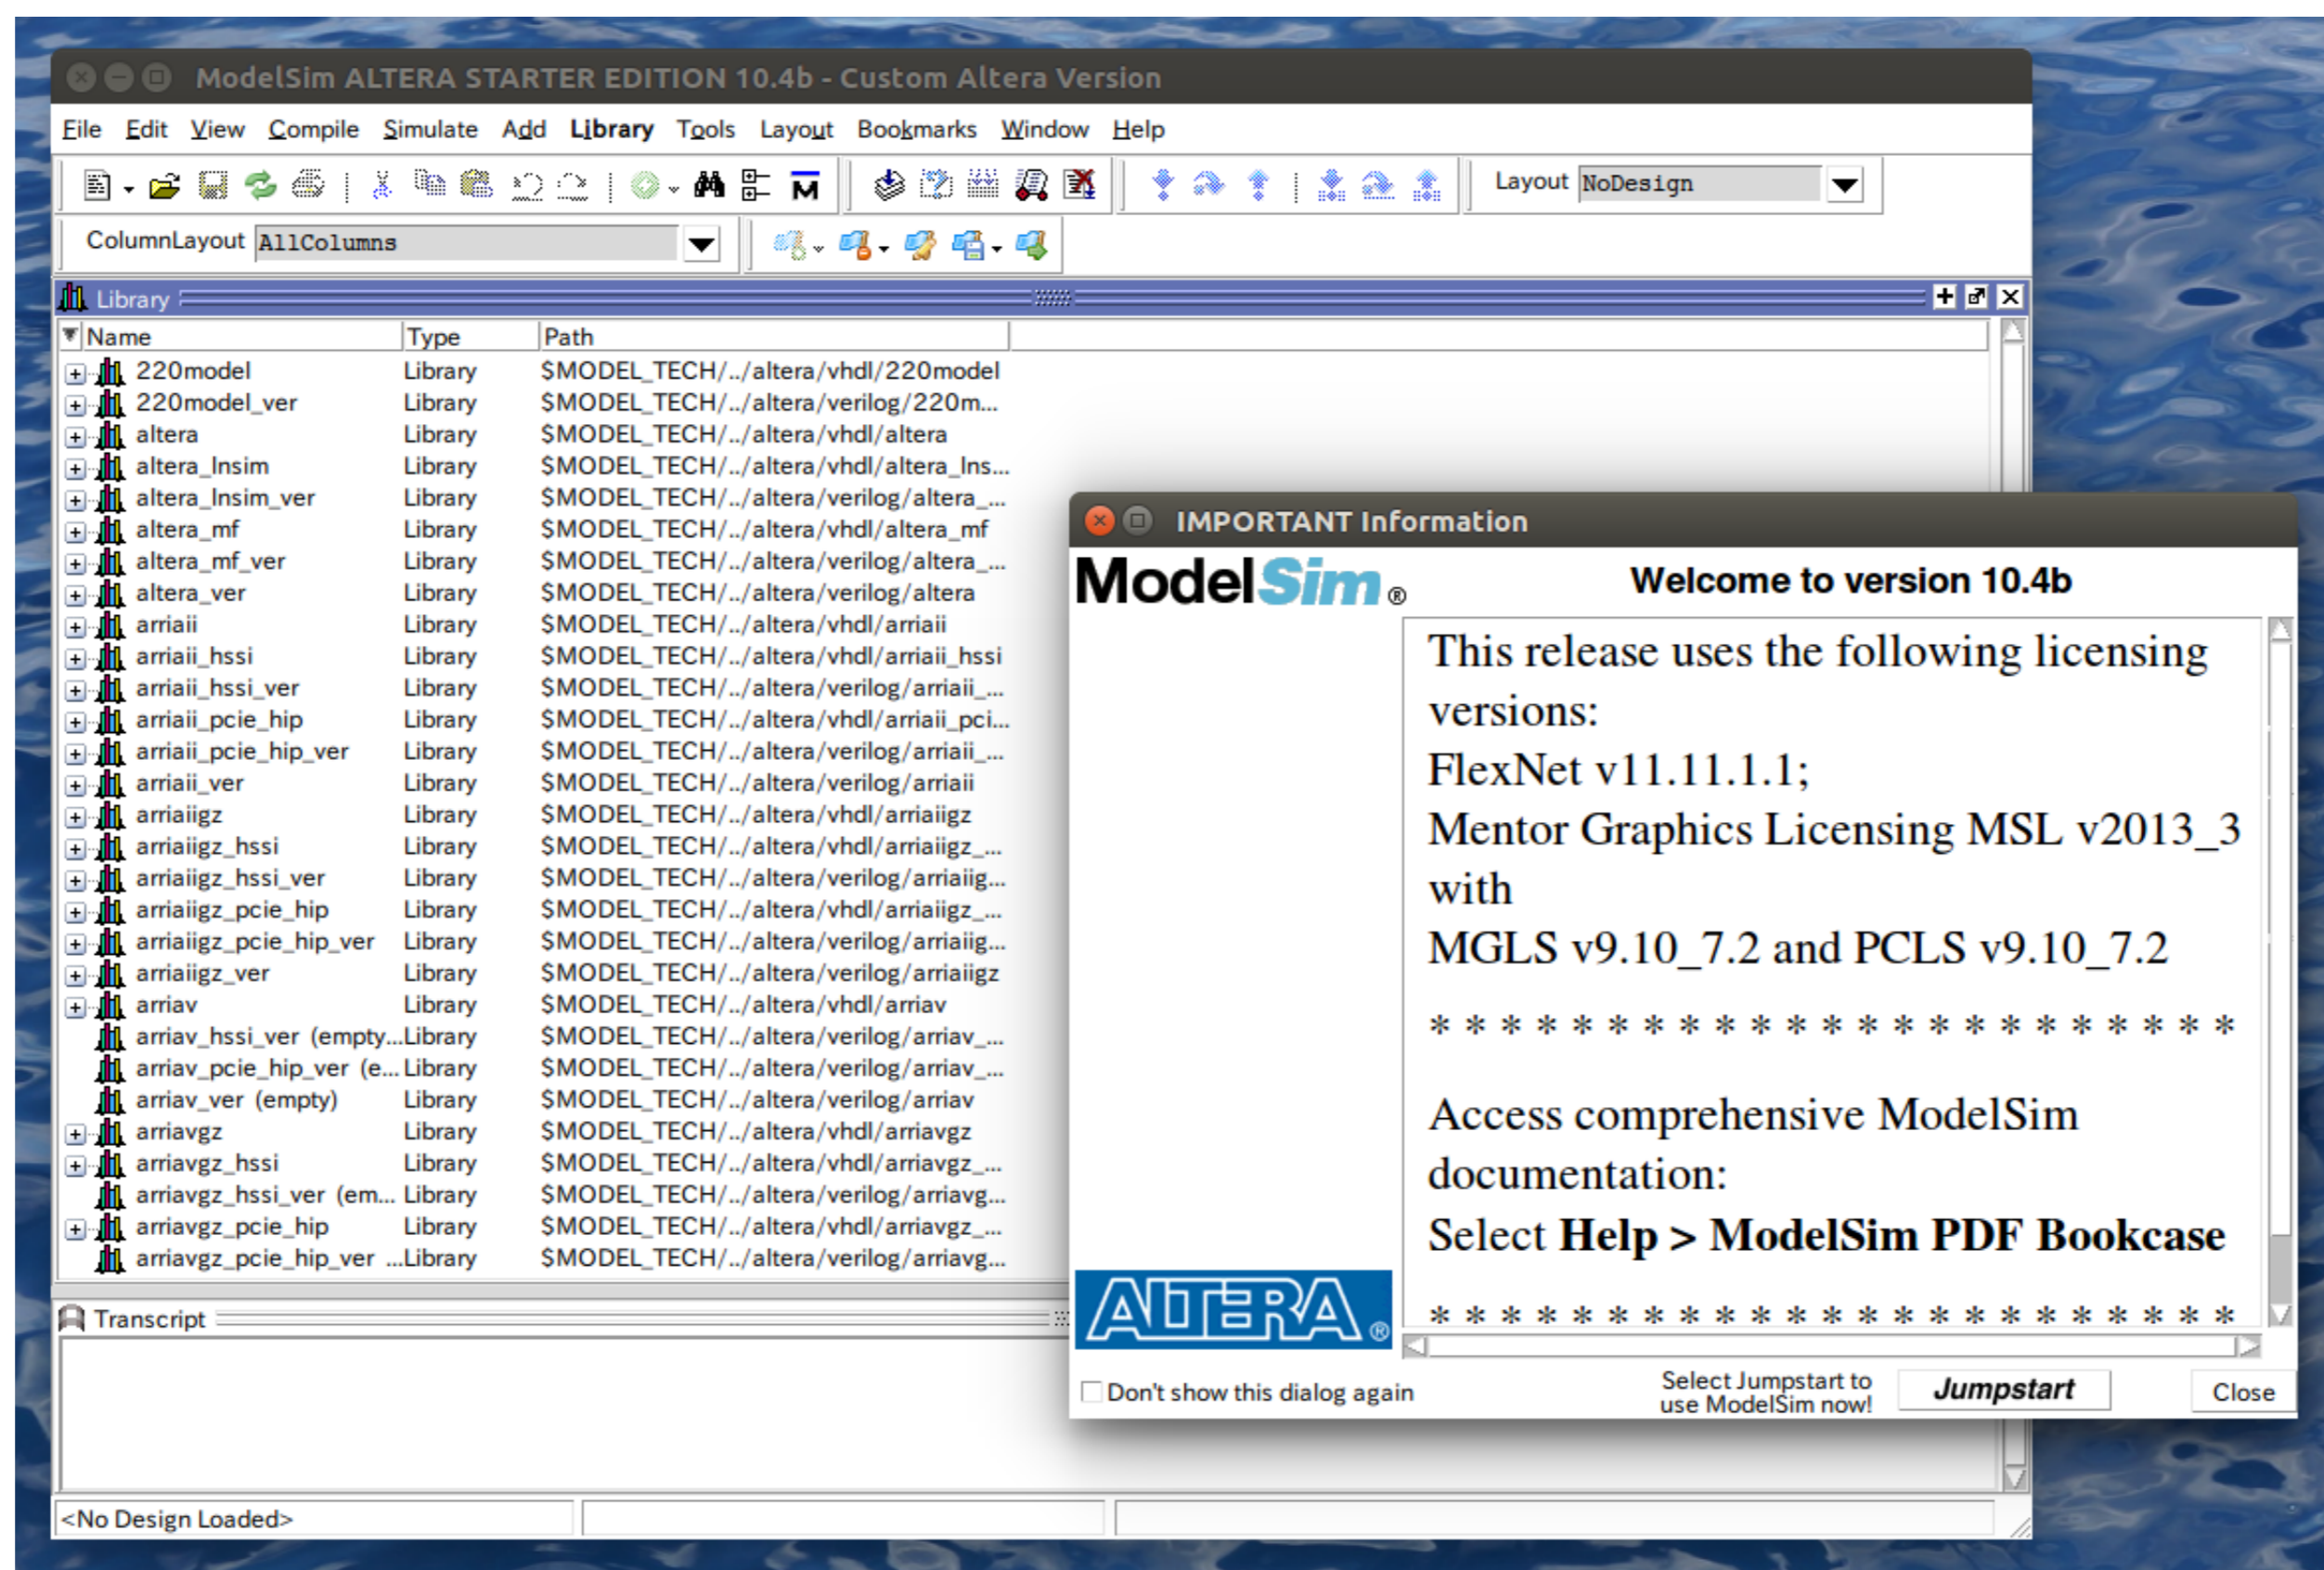 ModelSim ALTERA STARTER EDITION 10.4b - Custom Altera Version
File Edit View Compile Simulate Add Library Tools Layout Bookmarks Window Help
Layout NoDesign
ColumnLayout AllColumns
Library
Name Type Path
220model Library $MODEL_TECH/../altera/vhdl/220model
220model_ver Library $MODEL_TECH/../altera/verilog/220m...
altera Library $MODEL_TECH/../altera/vhdl/altera
altera_lnsim Library $MODEL_TECH/../altera/vhdl/altera_lns...
altera_lnsim_ver Library $MODEL_TECH/../altera/verilog/altera_...
altera_mf Library $MODEL_TECH/../altera/vhdl/altera_mf
altera_mf_ver Library $MODEL_TECH/../altera/verilog/altera_...
altera_ver Library $MODEL_TECH/../altera/verilog/altera
arriaii Library $MODEL_TECH/../altera/vhdl/arriaii
arriaii_hssi Library $MODEL_TECH/../altera/vhdl/arriaii_hssi
arriaii_hssi_ver Library $MODEL_TECH/../altera/verilog/arriaii_...
arriaii_pcie_hip Library $MODEL_TECH/../altera/vhdl/arriaii_pci...
arriaii_pcie_hip_ver Library $MODEL_TECH/../altera/verilog/arriaii_...
arriaii_ver Library $MODEL_TECH/../altera/verilog/arriaii
arriaiigz Library $MODEL_TECH/../altera/vhdl/arriaiigz
arriaiigz_hssi Library $MODEL_TECH/../altera/vhdl/arriaiigz_...
arriaiigz_hssi_ver Library $MODEL_TECH/../altera/verilog/arriaiig...
arriaiigz_pcie_hip Library $MODEL_TECH/../altera/vhdl/arriaiigz_...
arriaiigz_pcie_hip_ver Library $MODEL_TECH/../altera/verilog/arriaiig...
arriaiigz_ver Library $MODEL_TECH/../altera/verilog/arriaiigz
arriav Library $MODEL_TECH/../altera/vhdl/arriav
arriav_hssi_ver (empty... Library $MODEL_TECH/../altera/verilog/arriav_...
arriav_pcie_hip_ver (e... Library $MODEL_TECH/../altera/verilog/arriav_...
arriav_ver (empty) Library $MODEL_TECH/../altera/verilog/arriav
arriavgz Library $MODEL_TECH/../altera/vhdl/arriavgz
arriavgz_hssi Library $MODEL_TECH/../altera/vhdl/arriavgz_...
arriavgz_hssi_ver (em... Library $MODEL_TECH/../altera/verilog/arriavg...
arriavgz_pcie_hip Library $MODEL_TECH/../altera/vhdl/arriavgz_...
arriavgz_pcie_hip_ver ... Library $MODEL_TECH/../altera/verilog/arriavg...
Transcript
<No Design Loaded>
IMPORTANT Information
ModelSim ®
Welcome to version 10.4b
This release uses the following licensing
versions:
FlexNet v11.11.1.1;
Mentor Graphics Licensing MSL v2013_3
with
MGLS v9.10_7.2 and PCLS v9.10_7.2
* * * * * * * * * * * * * * * * * * * * * * *
Access comprehensive ModelSim
documentation:
Select Help > ModelSim PDF Bookcase
* * * * * * * * * * * * * * * * * * * * * * *
ALTERA ®
Don't show this dialog again
Select Jumpstart to
use ModelSim now!
Jumpstart
Close